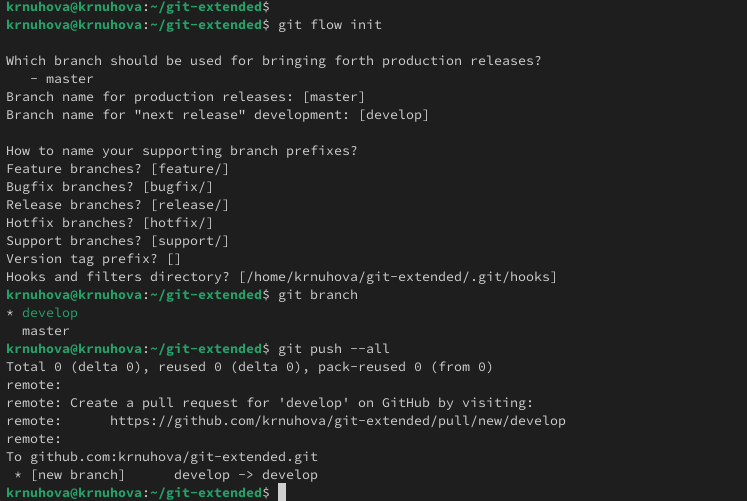 krnuhova@krnuhova:~/git-extended$
krnuhova@krnuhova:~/git-extended$ git flow init

Which branch should be used for bringing forth production releases?
   - master
Branch name for production releases: [master]
Branch name for "next release" development: [develop]

How to name your supporting branch prefixes?
Feature branches? [feature/]
Bugfix branches? [bugfix/]
Release branches? [release/]
Hotfix branches? [hotfix/]
Support branches? [support/]
Version tag prefix? []
Hooks and filters directory? [/home/krnuhova/git-extended/.git/hooks]
krnuhova@krnuhova:~/git-extended$ git branch
* develop
  master
krnuhova@krnuhova:~/git-extended$ git push --all
Total 0 (delta 0), reused 0 (delta 0), pack-reused 0 (from 0)
remote:
remote: Create a pull request for 'develop' on GitHub by visiting:
remote:      https://github.com/krnuhova/git-extended/pull/new/develop
remote:
To github.com:krnuhova/git-extended.git
 * [new branch]      develop -> develop
krnuhova@krnuhova:~/git-extended$